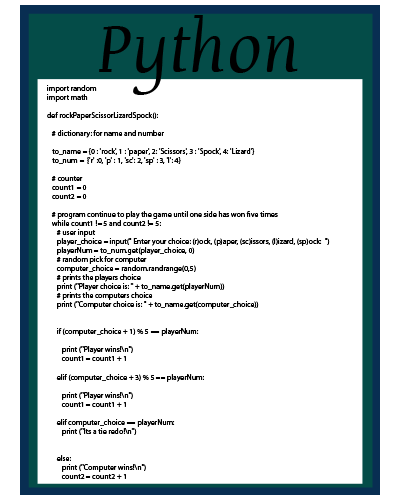 Python
import random
import math
def rockPaperScissorLizardSpock():
# dictionary: for name and number
to_name = {0 : 'rock', 1 : 'paper', 2: 'Scissors', 3 : 'Spock', 4: 'Lizard'}
to_num = {'r' :0, 'p' : 1, 'sc': 2, 'sp' : 3, 'l': 4}
# counter
count1 = 0
count2 = 0
# program continue to play the game until one side has won five times
while count1 != 5 and count2 != 5:
# user input
player_choice = input(" Enter your choice: (r)ock, (p)aper, (sc)issors, (l)izard, (sp)ock:  ")
playerNum = to_num.get(player_choice, 0)
# random pick for computer
computer_choice = random.randrange(0,5)
# prints the players choice
print ("Player choice is: " + to_name.get(playerNum))
# prints the computers choice
print ("Computer choice is: " + to_name.get(computer_choice))
if (computer_choice + 1) % 5 == playerNum:
print ("Player wins!\n")
count1 = count1 + 1
elif (computer_choice + 3) % 5 == playerNum:
print ("Player wins!\n")
count1 = count1 + 1
elif computer_choice == playerNum:
print ("Its a tie redo!\n")
else:
print ("Computer wins!\n")
count2 = count2 + 1